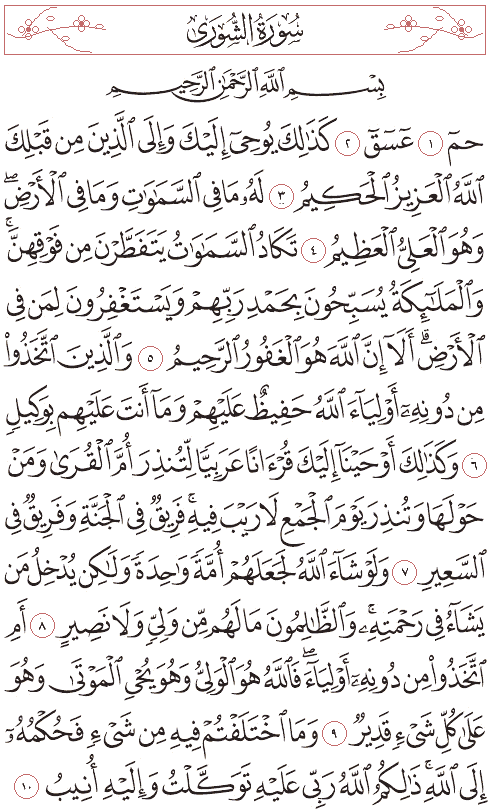 سُورَةُ الشُّورَىٰ
بِسْمِ ٱللَّهِ ٱلرَّحْمَٰنِ ٱلرَّحِيمِ
حمٓ ١ عٓسٓقٓ ٢ كَذَٰلِكَ يُوحِىٓ إِلَيْكَ وَإِلَى ٱلَّذِينَ مِن قَبْلِكَ
ٱللَّهُ ٱلْعَزِيزُ ٱلْحَكِيمُ ٣ لَهُۥ مَا فِى ٱلسَّمَٰوَٰتِ وَمَا فِى ٱلْأَرْضِۖ
وَهُوَ ٱلْعَلِىُّ ٱلْعَظِيمُ ٤ تَكَادُ ٱلسَّمَٰوَٰتُ يَتَفَطَّرْنَ مِن فَوْقِهِنَّۚ
وَٱلْمَلَٰٓئِكَةُ يُسَبِّحُونَ بِحَمْدِ رَبِّهِمْ وَيَسْتَغْفِرُونَ لِمَن فِى
ٱلْأَرْضِۗ أَلَآ إِنَّ ٱللَّهَ هُوَ ٱلْغَفُورُ ٱلرَّحِيمُ ٥ وَٱلَّذِينَ ٱتَّخَذُوا۟
مِن دُونِهِۦٓ أَوْلِيَآءَ ٱللَّهُ حَفِيظٌ عَلَيْهِمْ وَمَآ أَنتَ عَلَيْهِم بِوَكِيلٍ
٦ وَكَذَٰلِكَ أَوْحَيْنَآ إِلَيْكَ قُرْءَانًا عَرَبِيًّا لِّتُنذِرَ أُمَّ ٱلْقُرَىٰ وَمَنْ
حَوْلَهَا وَتُنذِرَ يَوْمَ ٱلْجَمْعِ لَا رَيْبَ فِيهِۚ فَرِيقٌ فِى ٱلْجَنَّةِ وَفَرِيقٌ فِى
ٱلسَّعِيرِ ٧ وَلَوْ شَآءَ ٱللَّهُ لَجَعَلَهُمْ أُمَّةً وَٰحِدَةً وَلَٰكِن يُدْخِلُ مَن
يَشَآءُ فِى رَحْمَتِهِۦۚ وَٱلظَّٰلِمُونَ مَا لَهُم مِّن وَلِىٍّ وَلَا نَصِيرٍ ٨ أَمِ
ٱتَّخَذُوا۟ مِن دُونِهِۦٓ أَوْلِيَآءَۖ فَٱللَّهُ هُوَ ٱلْوَلِىُّ وَهُوَ يُحْىِ ٱلْمَوْتَىٰ وَهُوَ
عَلَىٰ كُلِّ شَىْءٍ قَدِيرٌ ٩ وَمَا ٱخْتَلَفْتُمْ فِيهِ مِن شَىْءٍ فَحُكْمُهُۥٓ
إِلَى ٱللَّهِۚ ذَٰلِكُمُ ٱللَّهُ رَبِّى عَلَيْهِ تَوَكَّلْتُ وَإِلَيْهِ أُنِيبُ ١٠